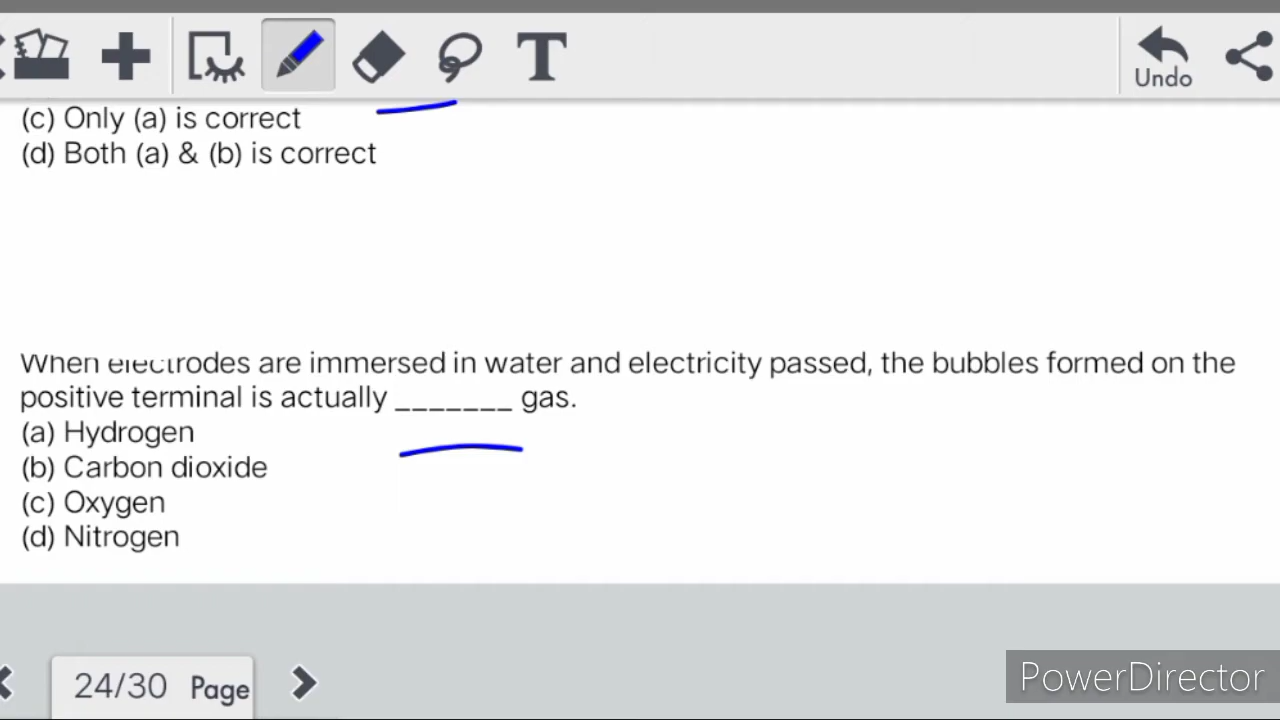 T
Undo
(c) Only (a) is correct
(d) Both (a) & (b) is correct
When electrodes are immersed in water and electricity passed, the bubbles formed on the
positive terminal is actually _______ gas.
(a) Hydrogen
(b) Carbon dioxide
(c) Oxygen
(d) Nitrogen
24/30 Page
PowerDirector